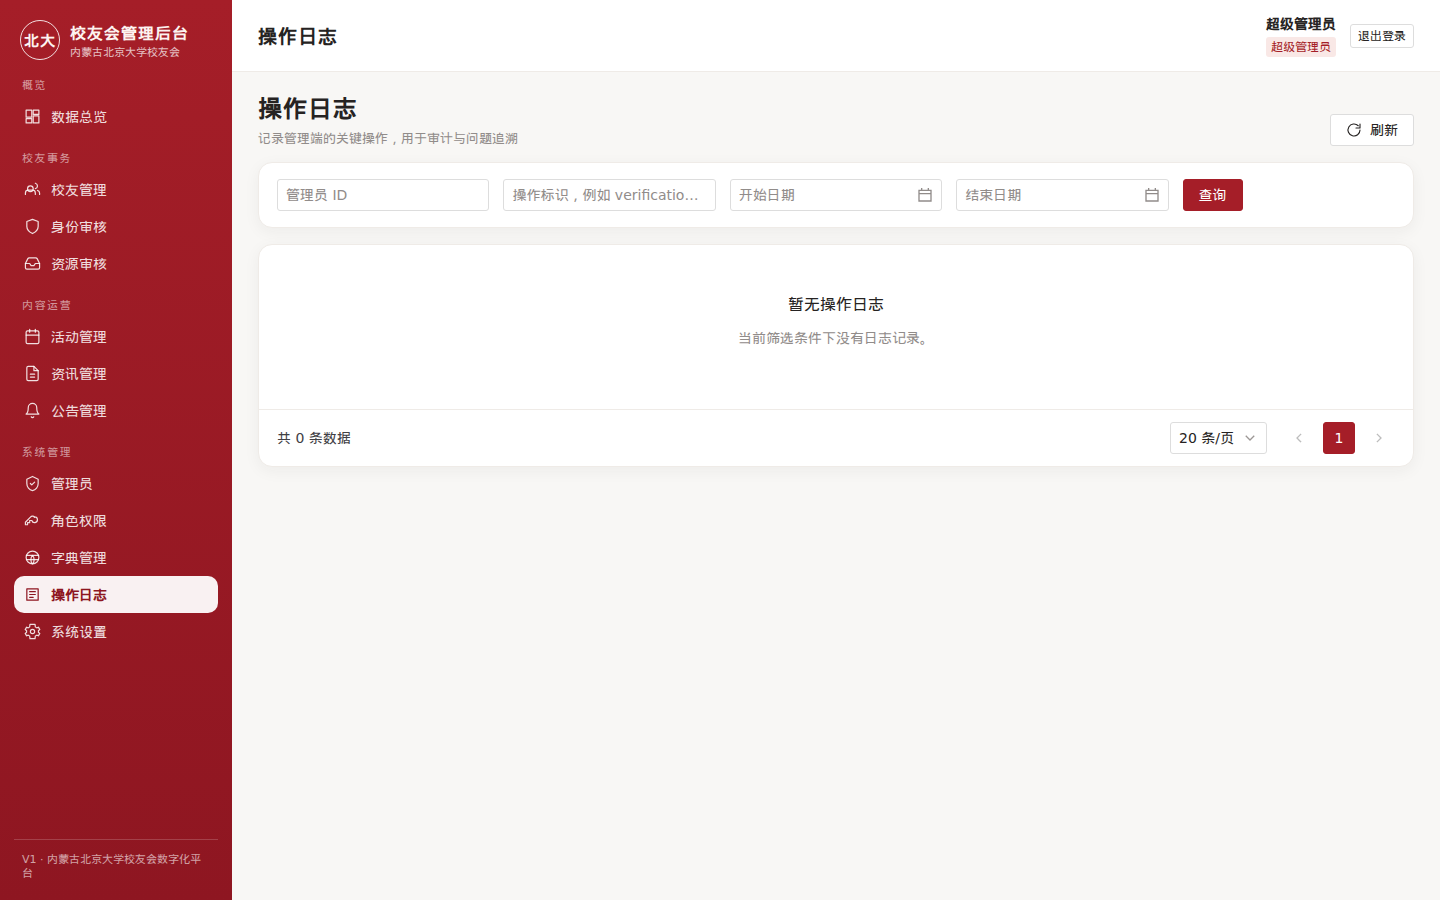 北大
校友会管理后台
内蒙古北京大学校友会
概览
数据总览
校友事务
校友管理
身份审核
资源审核
内容运营
活动管理
资讯管理
公告管理
系统管理
管理员
角色权限
字典管理
操作日志
系统设置
V1 · 内蒙古北京大学校友会数字化平
台
操作日志
超级管理员
超级管理员
退出登录
操作日志
记录管理端的关键操作，用于审计与问题追溯
刷新
管理员 ID
操作标识，例如 verificatio...
开始日期
结束日期
查询
暂无操作日志
当前筛选条件下没有日志记录。
共 0 条数据
20 条/页
1